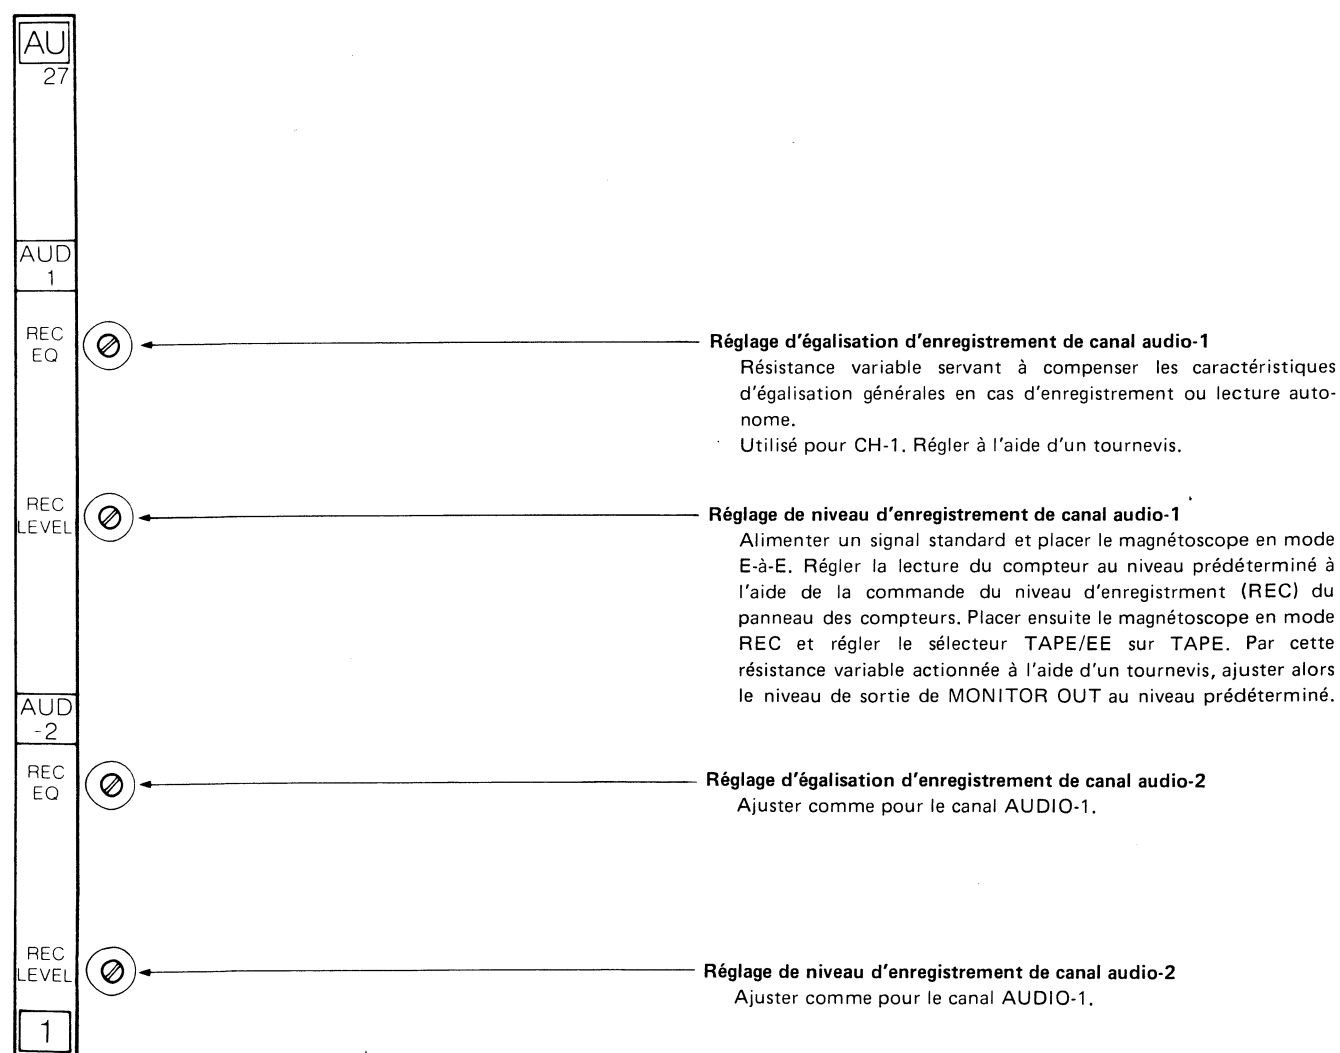 AU
27
AUD
1
REC
EQ
Réglage d'égalisation d'enregistrement de canal audio-1
Résistance variable servant à compenser les caractéristiques
d'égalisation générales en cas d'enregistrement ou lecture auto-
nome.
Utilisé pour CH-1. Régler à l'aide d'un tournevis.
REC
LEVEL
Réglage de niveau d'enregistrement de canal audio-1
Alimenter un signal standard et placer le magnétoscope en mode
E-à-E. Régler la lecture du compteur au niveau prédéterminé à
l'aide de la commande du niveau d'enregistrment (REC) du
panneau des compteurs. Placer ensuite le magnétoscope en mode
REC et régler le sélecteur TAPE/EE sur TAPE. Par cette
résistance variable actionnée à l'aide d'un tournevis, ajuster alors
le niveau de sortie de MONITOR OUT au niveau prédéterminé.
AUD
-2
REC
EQ
Réglage d'égalisation d'enregistrement de canal audio-2
Ajuster comme pour le canal AUDIO-1.
REC
LEVEL
Réglage de niveau d'enregistrement de canal audio-2
Ajuster comme pour le canal AUDIO-1.
1